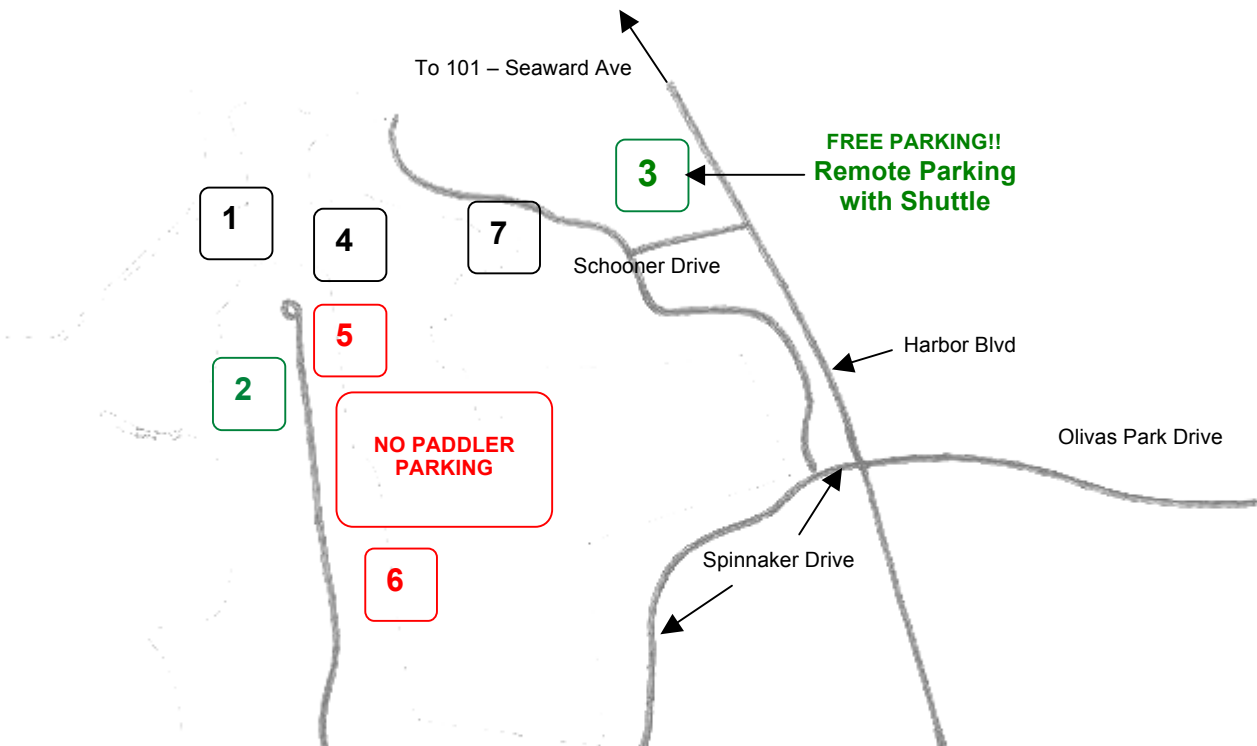 To 101 – Seaward Ave
FREE PARKING!!
Remote Parking
with Shuttle
3
1
4
7
Schooner Drive
5
Harbor Blvd
2
NO PADDLER
PARKING
Olivas Park Drive
Spinnaker Drive
6